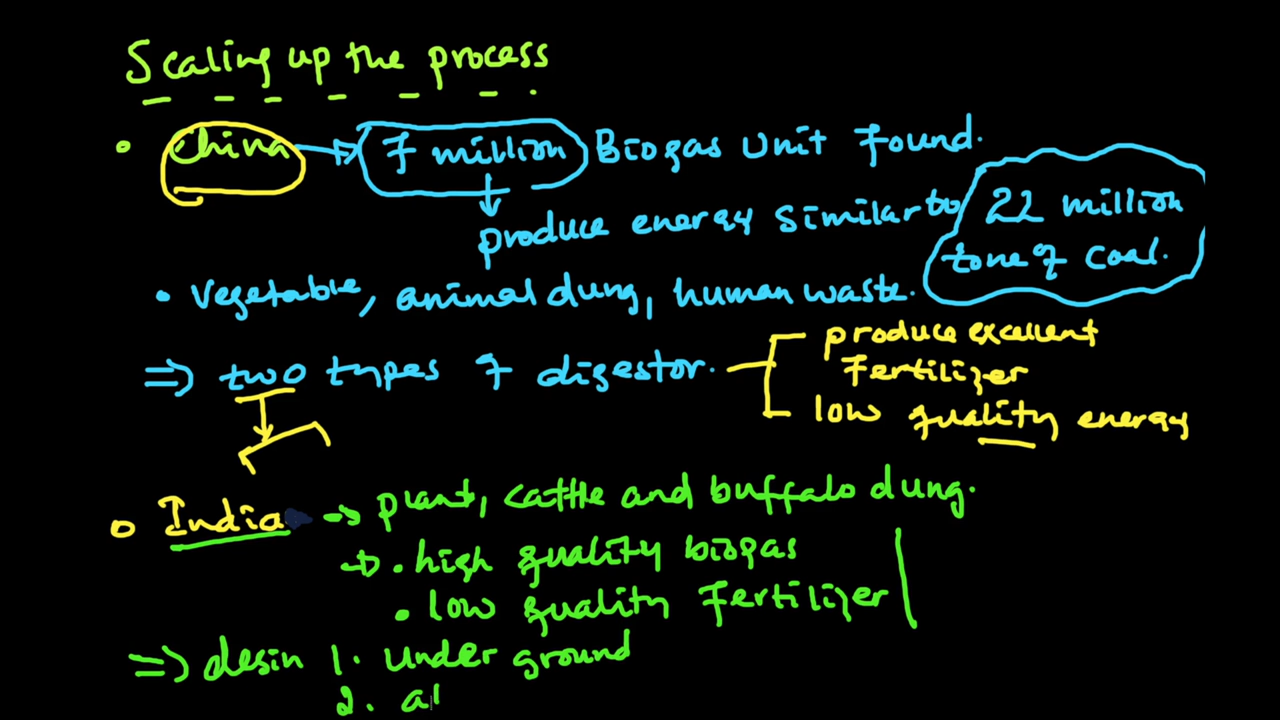 Scaling up the process
• China → 7 million Biogas unit found.
produce energy similar to 22 million
tone of coal.
• vegetable, animal dung, human waste.
⇒ two types of digestor.
produce excellent
fertilizer
low quality energy
o India → plant, cattle and buffalo dung.
→ • high quality biogas
• low quality fertilizer
⇒ desin 1. under ground
2. al